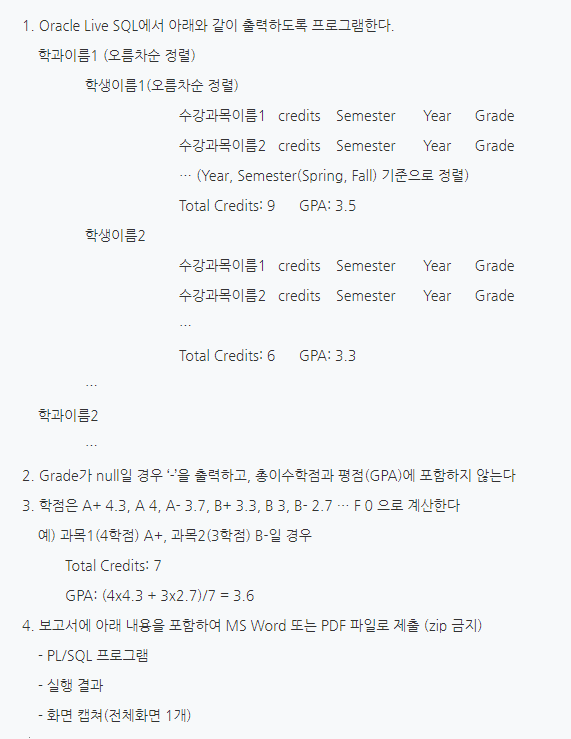 1. Oracle Live SQL에서 아래와 같이 출력하도록 프로그램한다.
학과이름1 (오름차순 정렬)
학생이름1(오름차순 정렬)
수강과목이름1 credits Semester Year Grade
수강과목이름2 credits Semester Year Grade
… (Year, Semester(Spring, Fall) 기준으로 정렬)
Total Credits: 9 GPA: 3.5
학생이름2
수강과목이름1 credits Semester Year Grade
수강과목이름2 credits Semester Year Grade
…
Total Credits: 6 GPA: 3.3
…
학과이름2
…
2. Grade가 null일 경우 '-'을 출력하고, 총이수학점과 평점(GPA)에 포함하지 않는다
3. 학점은 A+ 4.3, A 4, A- 3.7, B+ 3.3, B 3, B- 2.7 … F 0 으로 계산한다
예) 과목1(4학점) A+, 과목2(3학점) B-일 경우
Total Credits: 7
GPA: (4x4.3 + 3x2.7)/7 = 3.6
4. 보고서에 아래 내용을 포함하여 MS Word 또는 PDF 파일로 제출 (zip 금지)
- PL/SQL 프로그램
- 실행 결과
- 화면 캡쳐(전체화면 1개)